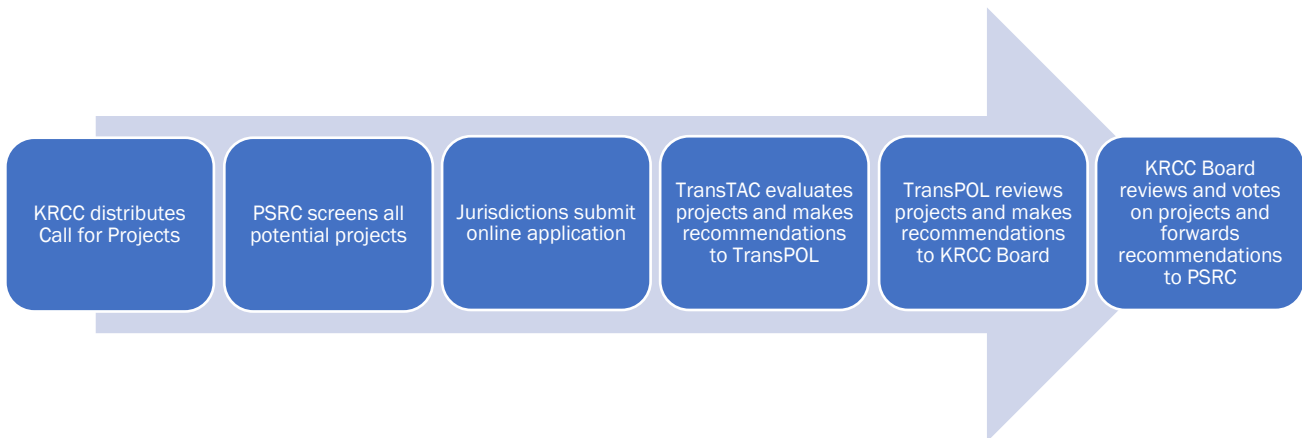 KRCC distributes
Call for Projects
PSRC screens all
potential projects
Jurisdictions submit
online application
TransTAC evaluates
projects and makes
recommendations
to TransPOL
TransPOL reviews
projects and makes
recommendations
to KRCC Board
KRCC Board
reviews and votes
on projects and
forwards
recommendations
to PSRC